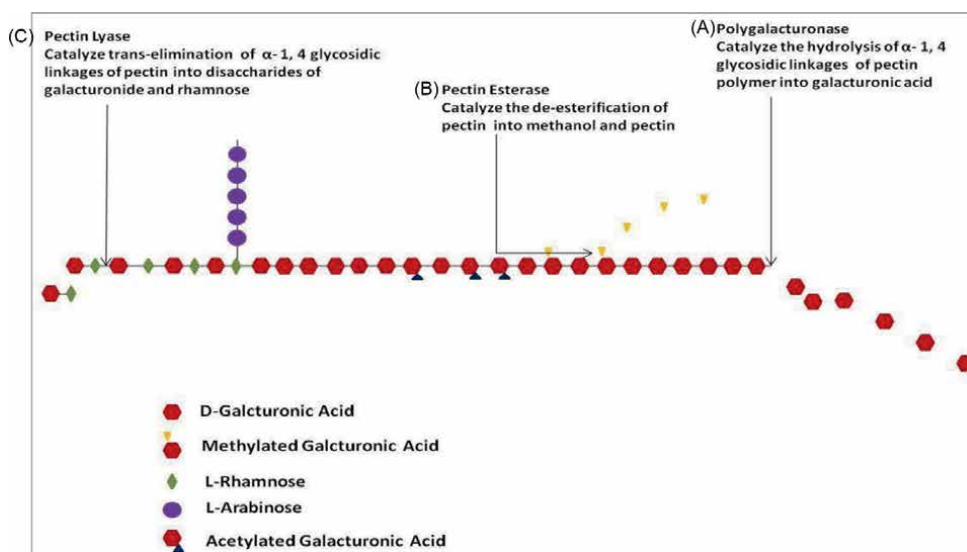 (C) Pectin Lyase
Catalyze trans-elimination of α- 1, 4 glycosidic
linkages of pectin into disaccharides of
galacturonide and rhamnose
(B) Pectin Esterase
Catalyze the de-esterification of
pectin into methanol and pectin
(A) Polygalacturonase
Catalyze the hydrolysis of α- 1, 4
glycosidic linkages of pectin
polymer into galacturonic acid
D-Galcturonic Acid
Methylated Galcturonic Acid
L-Rhamnose
L-Arabinose
Acetylated Galacturonic Acid